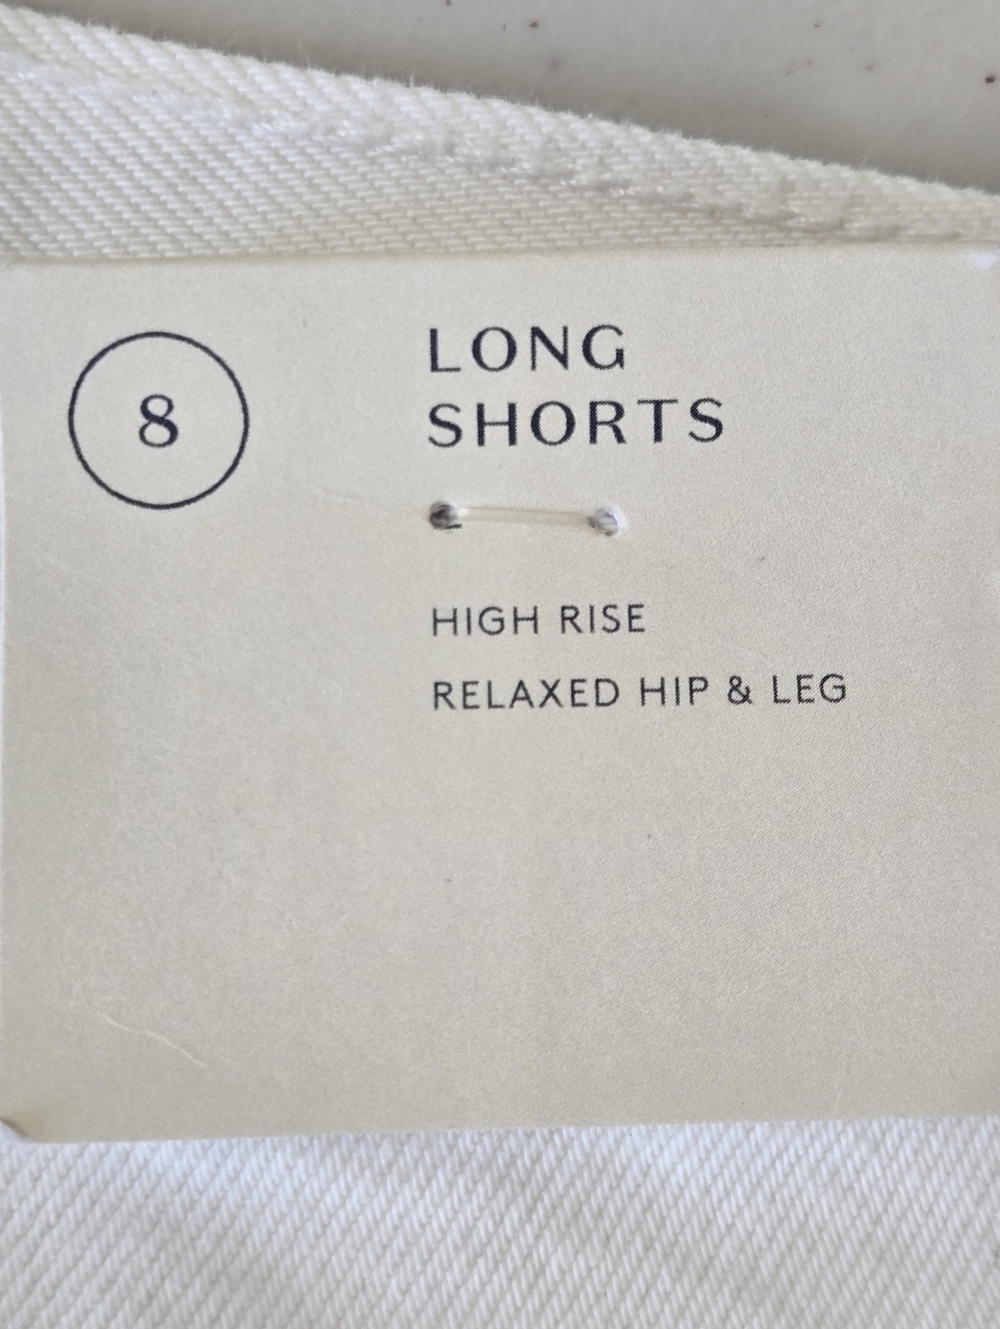 8
LONG
SHORTS
HIGH RISE
RELAXED HIP & LEG